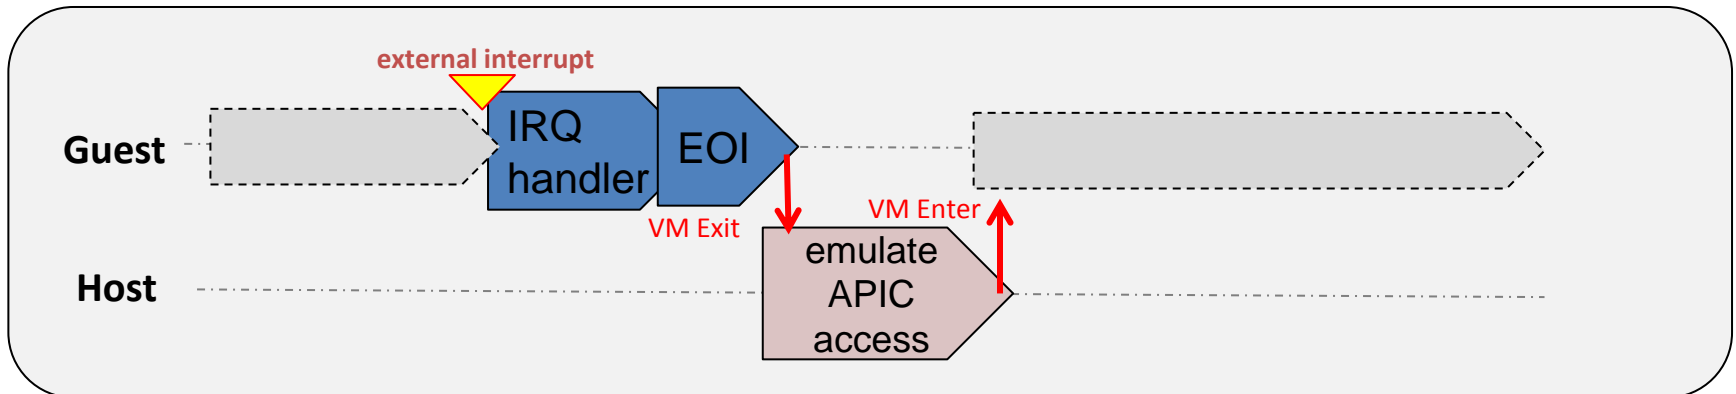 external interrupt
Guest
IRQ
handler
EOI
VM Exit
VM Enter
Host
emulate
APIC
access